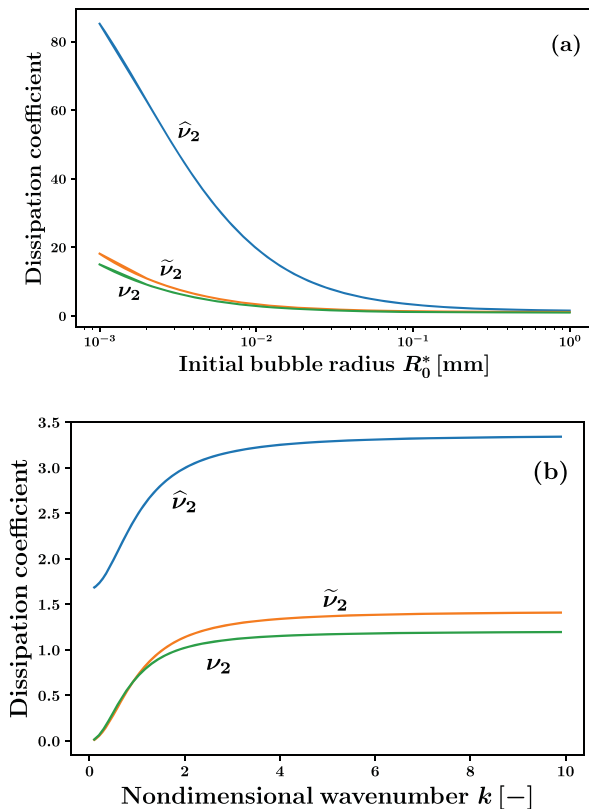 (a)
Dissipation coefficient
80
60
40
20
0
ν̂₂
ν̃₂
ν₂
10⁻³
10⁻²
10⁻¹
10⁰
Initial bubble radius R₀* [mm]
(b)
Dissipation coefficient
3.5
3.0
2.5
2.0
1.5
1.0
0.5
0.0
ν̂₂
ν̃₂
ν₂
0
2
4
6
8
10
Nondimensional wavenumber k [−]